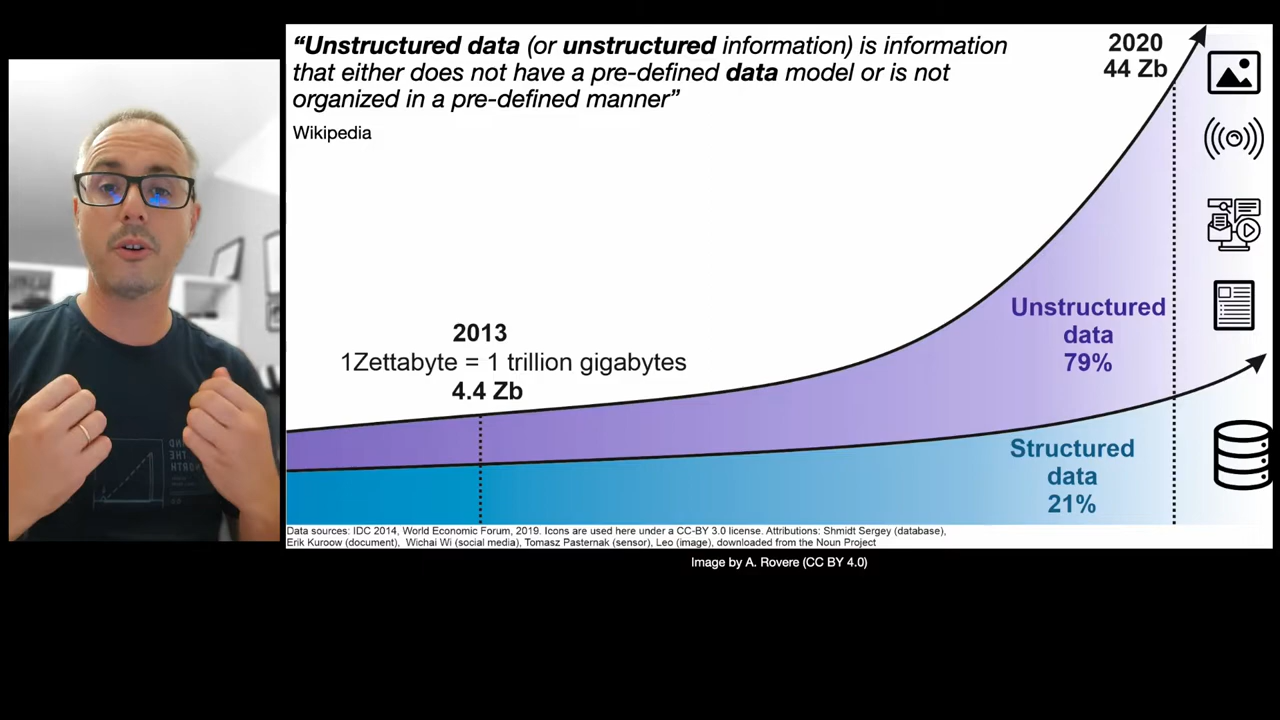 “Unstructured data (or unstructured information) is information
that either does not have a pre-defined data model or is not
organized in a pre-defined manner”
Wikipedia
2020
44 Zb
2013
1Zettabyte = 1 trillion gigabytes
4.4 Zb
Unstructured
data
79%
Structured
data
21%
Data sources: IDC 2014, World Economic Forum, 2019. Icons are used here under a CC-BY 3.0 license. Attributions: Shmidt Sergey (database),
Erik Kuroow (document), Wichai Wi (social media), Tomasz Pasternak (sensor), Leo (image), downloaded from the Noun Project
Image by A. Rovere (CC BY 4.0)